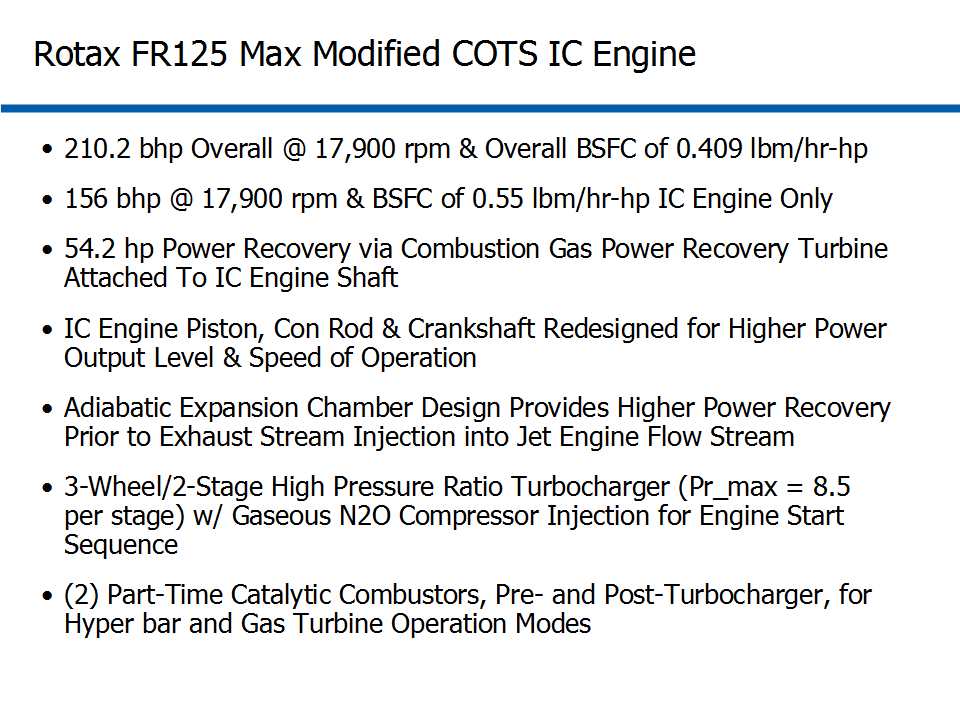 Rotax FR125 Max Modified COTS IC Engine
• 210.2 bhp Overall @ 17,900 rpm & Overall BSFC of 0.409 lbm/hr-hp
• 156 bhp @ 17,900 rpm & BSFC of 0.55 lbm/hr-hp IC Engine Only
• 54.2 hp Power Recovery via Combustion Gas Power Recovery Turbine
Attached To IC Engine Shaft
• IC Engine Piston, Con Rod & Crankshaft Redesigned for Higher Power
Output Level & Speed of Operation
• Adiabatic Expansion Chamber Design Provides Higher Power Recovery
Prior to Exhaust Stream Injection into Jet Engine Flow Stream
• 3-Wheel/2-Stage High Pressure Ratio Turbocharger (Pr_max = 8.5
per stage) w/ Gaseous N2O Compressor Injection for Engine Start
Sequence
• (2) Part-Time Catalytic Combustors, Pre- and Post-Turbocharger, for
Hyper bar and Gas Turbine Operation Modes